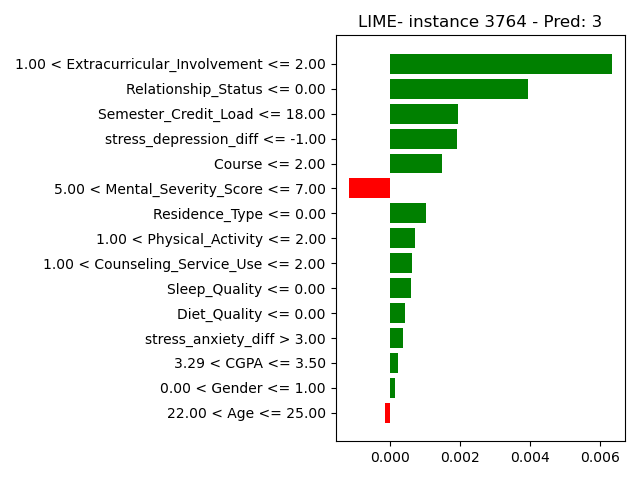 LIME- instance 3764 - Pred: 3
1.00 < Extracurricular_Involvement <= 2.00
Relationship_Status <= 0.00
Semester_Credit_Load <= 18.00
stress_depression_diff <= -1.00
Course <= 2.00
5.00 < Mental_Severity_Score <= 7.00
Residence_Type <= 0.00
1.00 < Physical_Activity <= 2.00
1.00 < Counseling_Service_Use <= 2.00
Sleep_Quality <= 0.00
Diet_Quality <= 0.00
stress_anxiety_diff > 3.00
3.29 < CGPA <= 3.50
0.00 < Gender <= 1.00
22.00 < Age <= 25.00
0.000 0.002 0.004 0.006